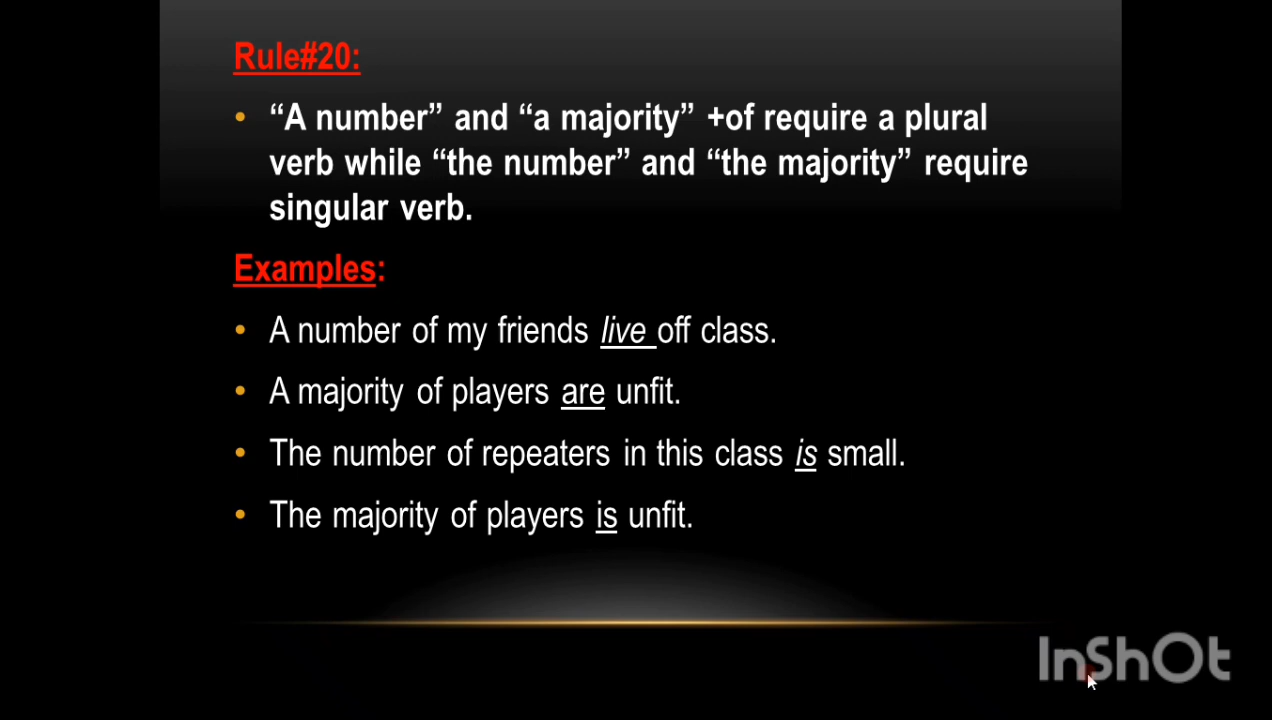 Rule#20:
• “A number” and “a majority” +of require a plural
verb while “the number” and “the majority” require
singular verb.
Examples:
• A number of my friends live off class.
• A majority of players are unfit.
• The number of repeaters in this class is small.
• The majority of players is unfit.
InShOt